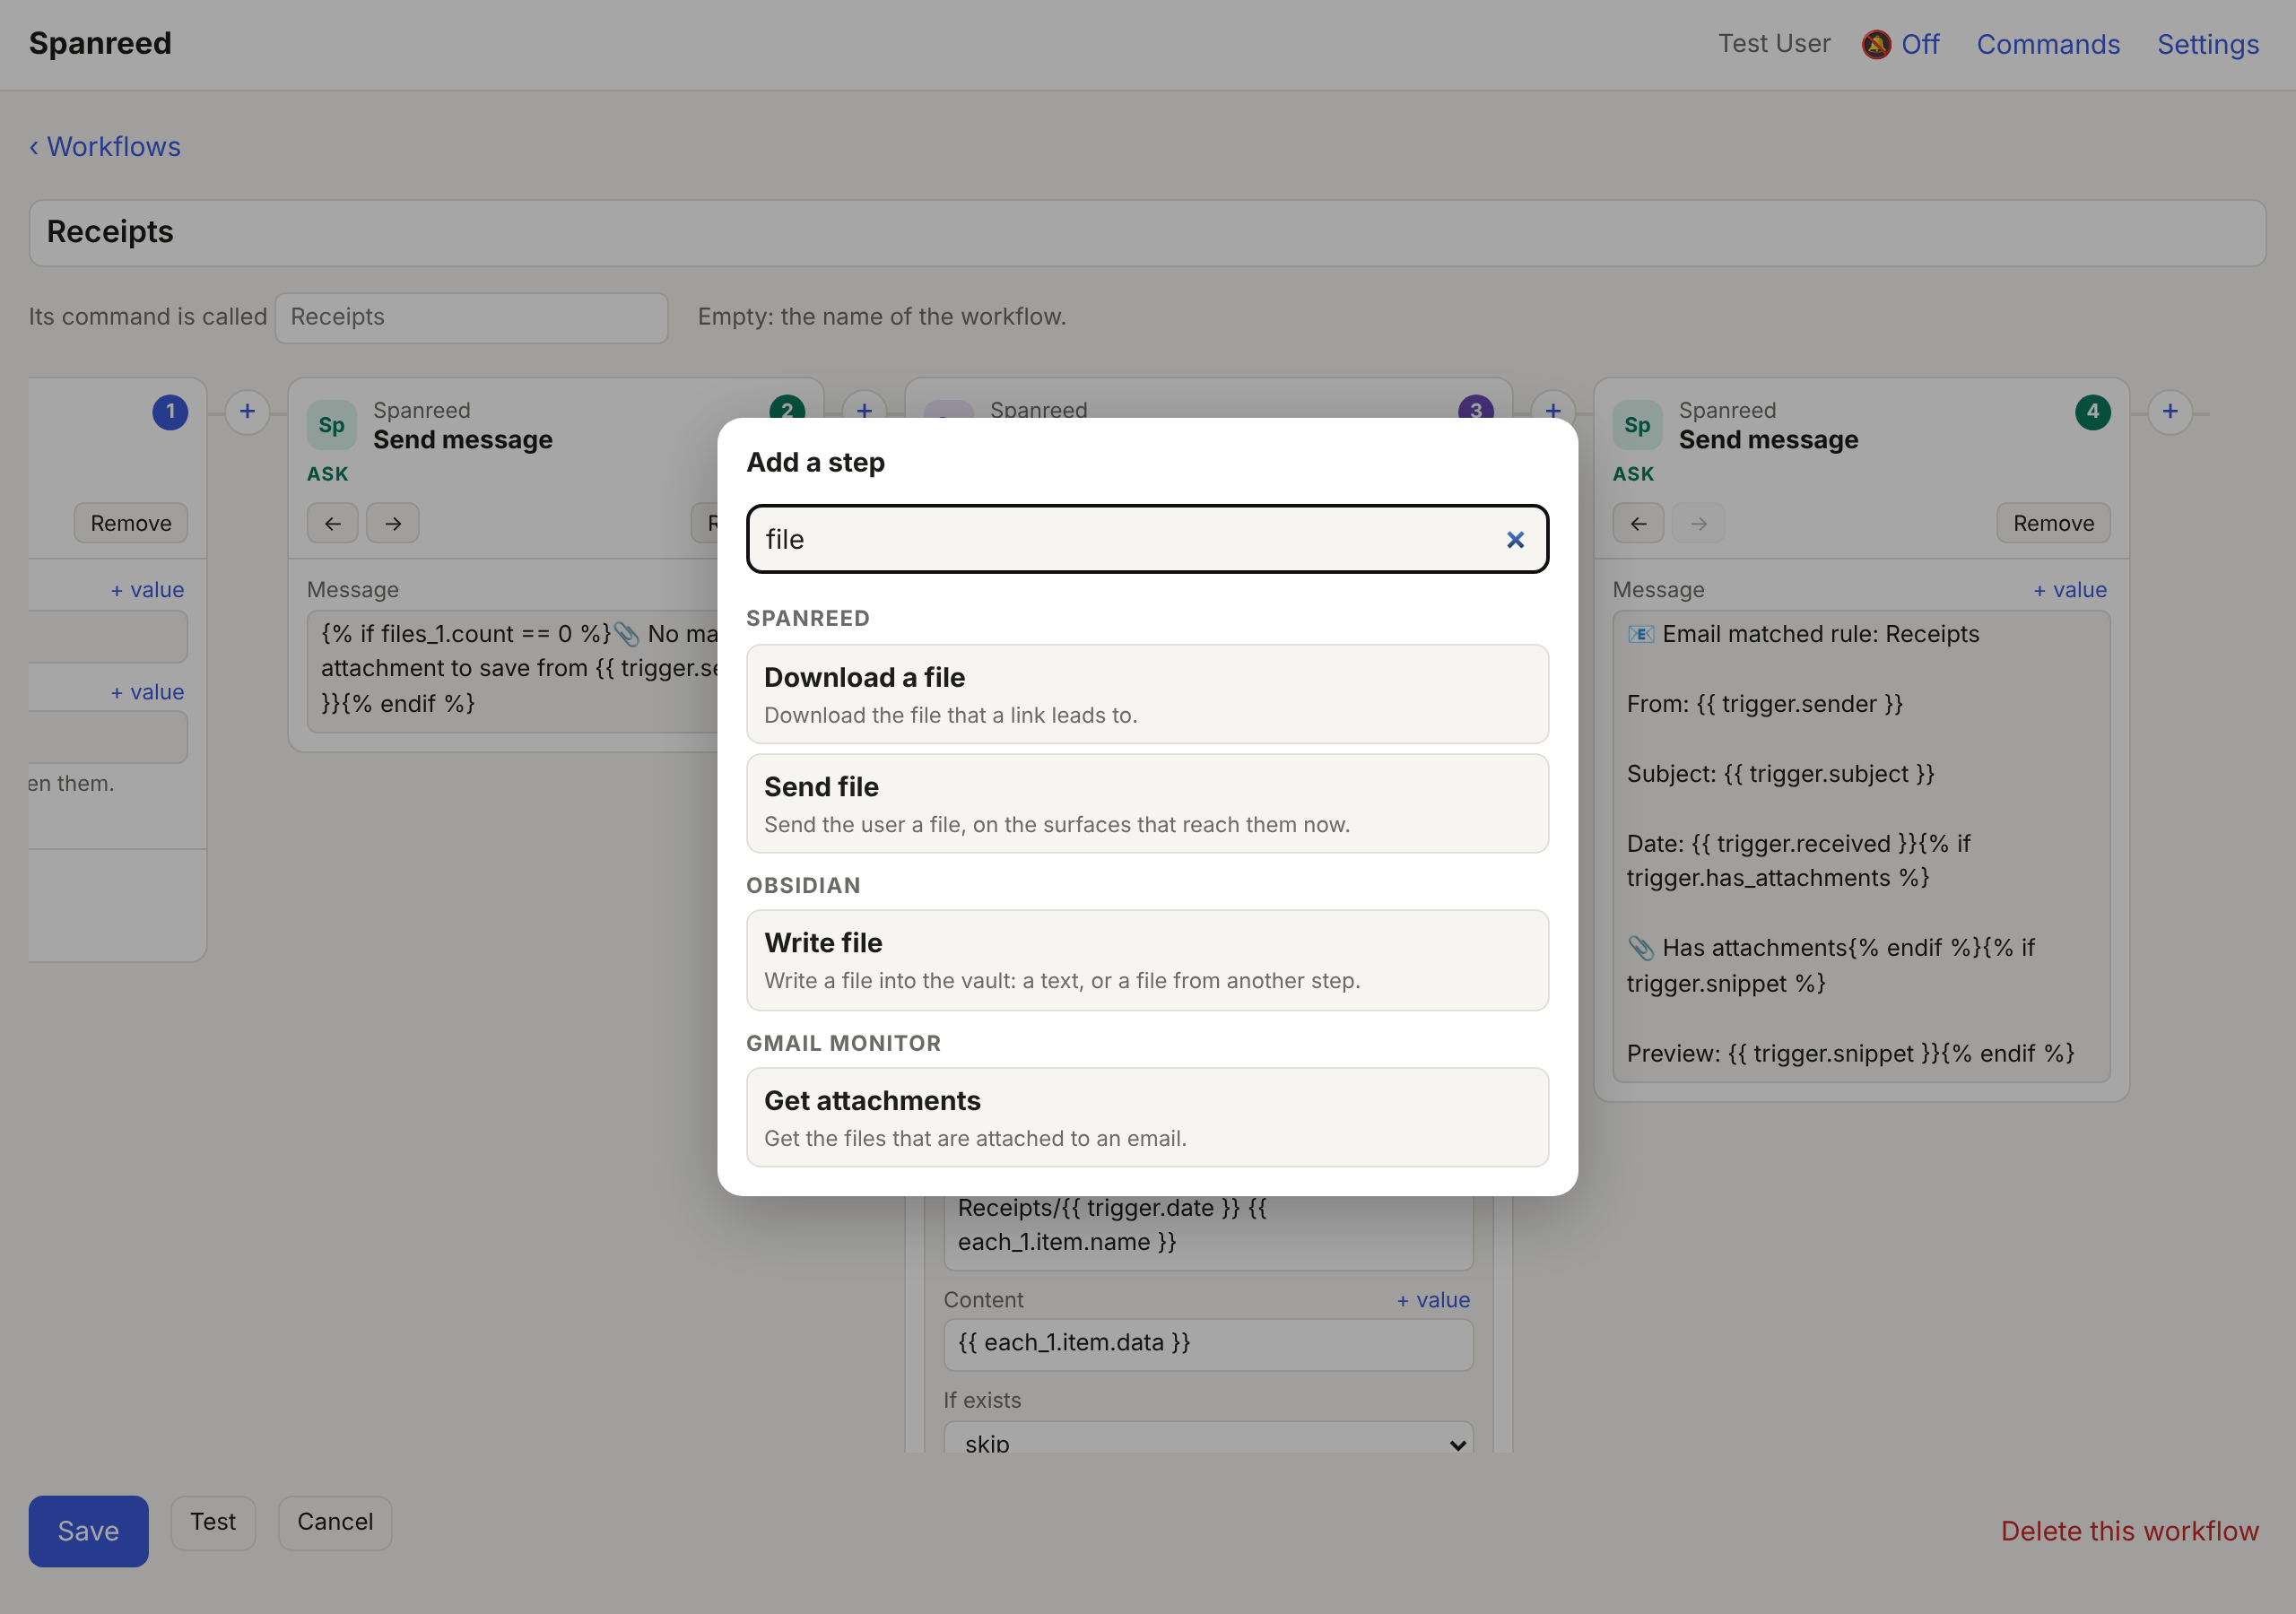 Spanreed
Test User 🔕 Off Commands Settings
‹ Workflows
Receipts
Its command is called Receipts Empty: the name of the workflow.
1
Remove
+ value
+ value
en them.
+
Sp Spanreed 2
Send message
ASK
← →
Message
{% if files_1.count == 0 %}📎 No ma
attachment to save from {{ trigger.se
}}{% endif %}
+
Spanreed 3
+
Add a step
file
SPANREED
Download a file
Download the file that a link leads to.
Send file
Send the user a file, on the surfaces that reach them now.
OBSIDIAN
Write file
Write a file into the vault: a text, or a file from another step.
GMAIL MONITOR
Get attachments
Get the files that are attached to an email.
Receipts/{{ trigger.date }} {{
each_1.item.name }}
Content + value
{{ each_1.item.data }}
If exists
skip
Sp Spanreed 4
Send message
ASK
← → Remove
Message + value
📧 Email matched rule: Receipts
From: {{ trigger.sender }}
Subject: {{ trigger.subject }}
Date: {{ trigger.received }}{% if
trigger.has_attachments %}
📎 Has attachments{% endif %}{% if
trigger.snippet %}
Preview: {{ trigger.snippet }}{% endif %}
+
Save Test Cancel Delete this workflow